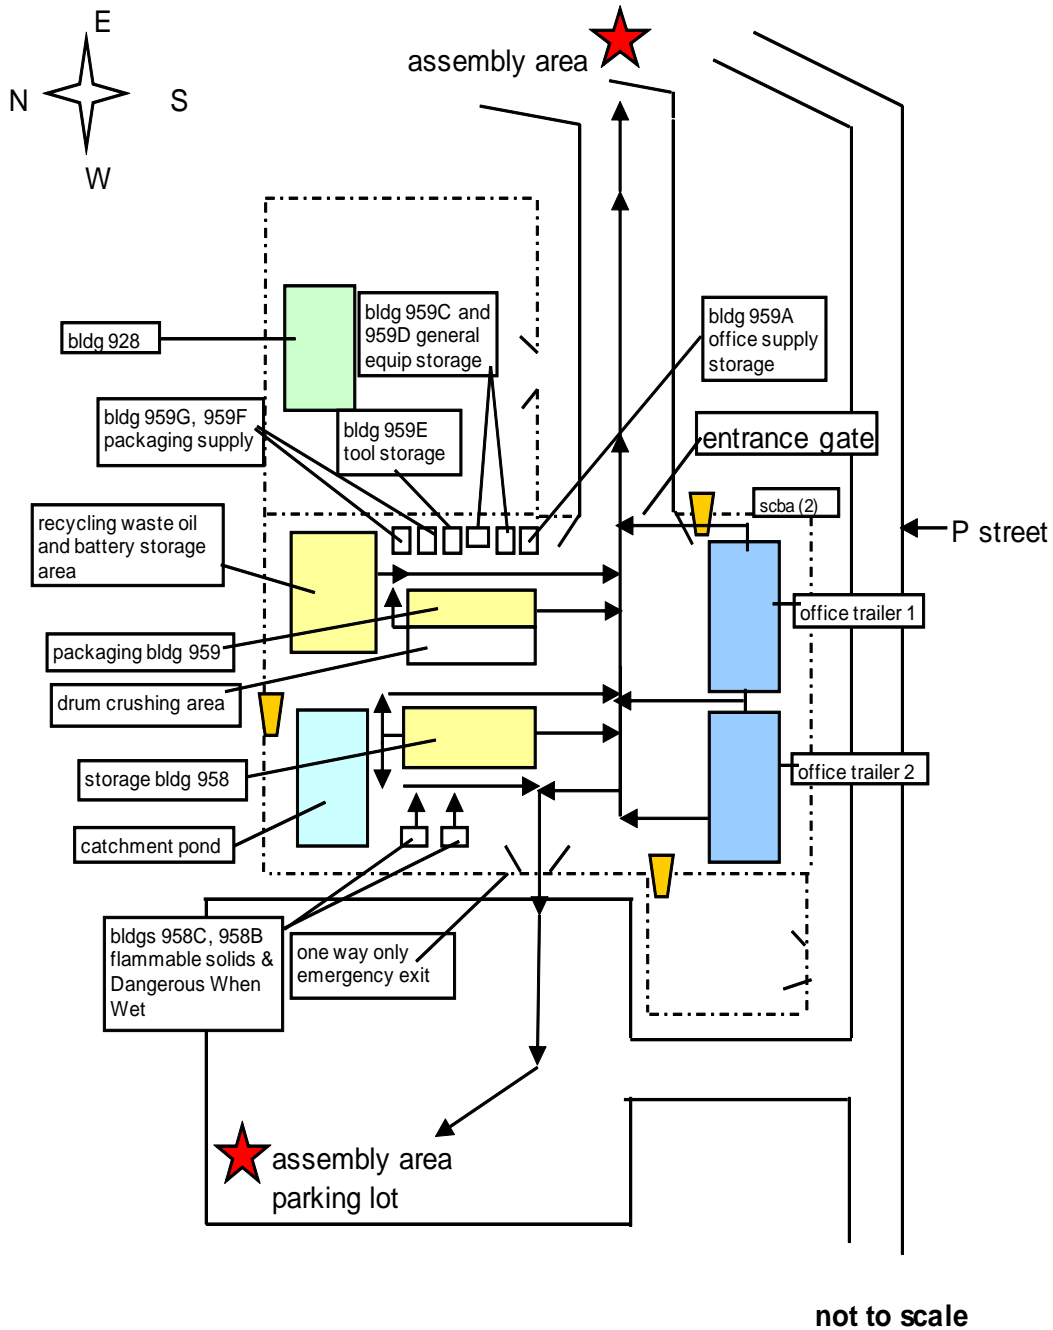 E
N
S
W
assembly area
bldg 928
bldg 959C and
959D general
equip storage
bldg 959A
office supply
storage
bldg 959G, 959F
packaging supply
bldg 959E
tool storage
entrance gate
recycling waste oil
and battery storage
area
scba (2)
P street
office trailer 1
packaging bldg 959
drum crushing area
storage bldg 958
office trailer 2
catchment pond
bldgs 958C, 958B
flammable solids &
Dangerous When
Wet
one way only
emergency exit
assembly area
parking lot
not to scale